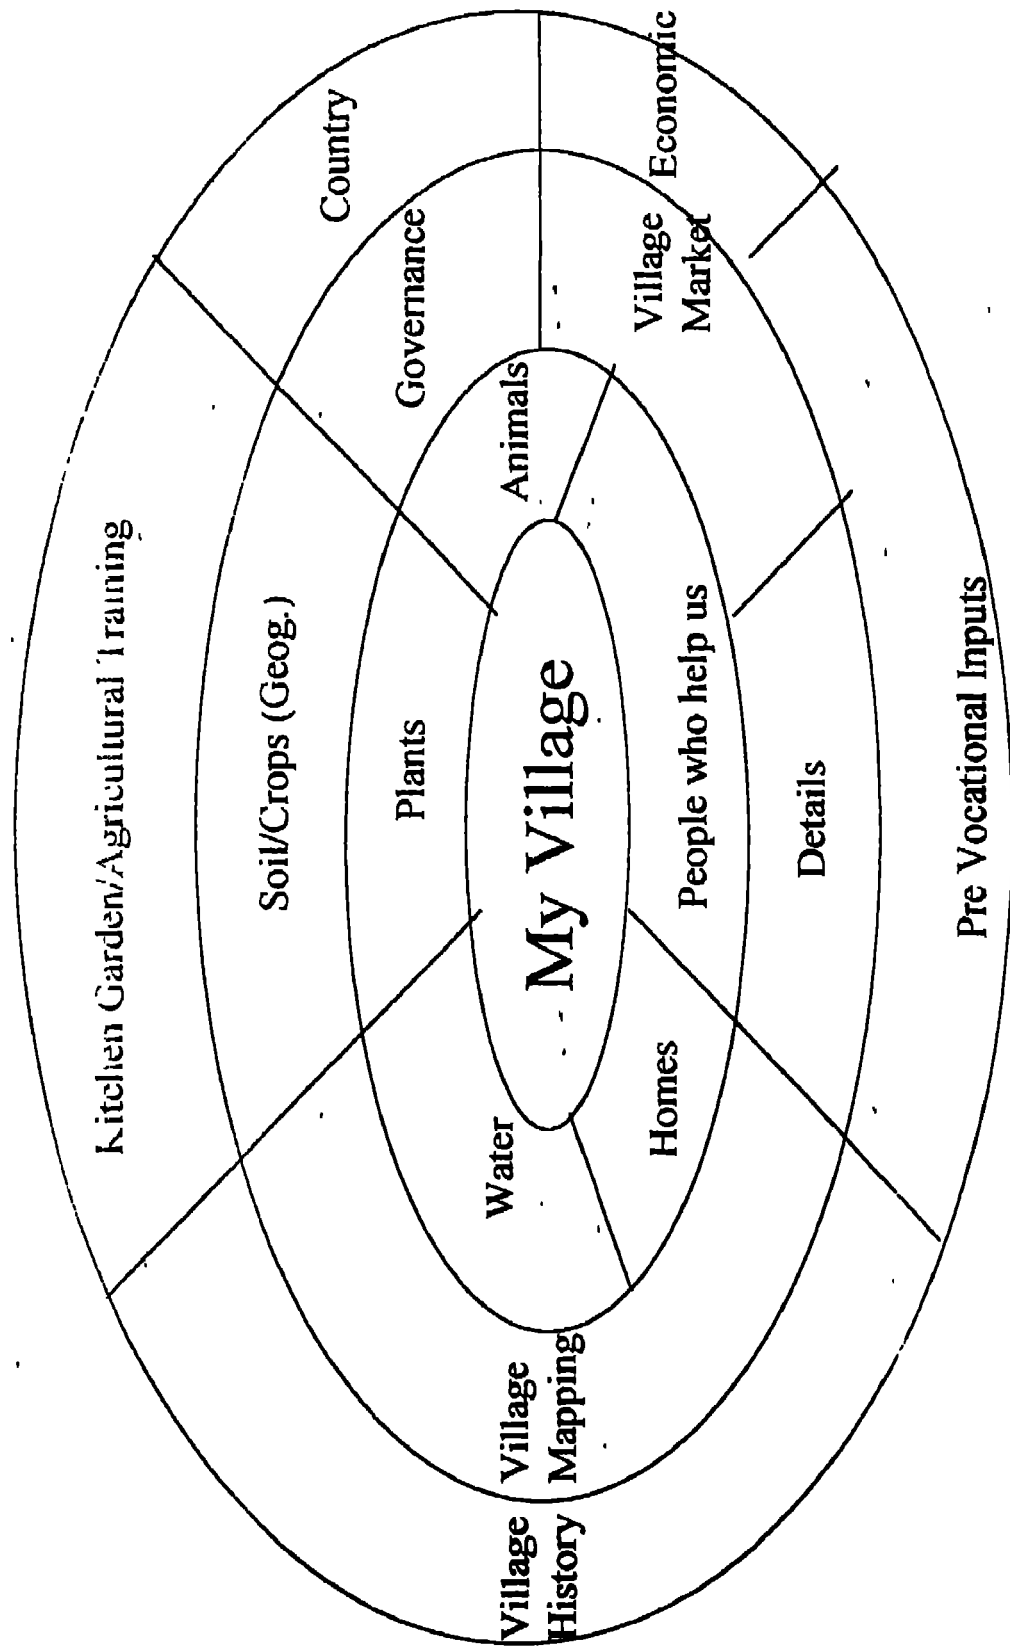 Kitchen Garden/Agricultural Training
Soil/Crops (Geog.)
Country
Governance
Plants
Animals
My Village
Water
Village
Mapping
Village
History
Homes
People who help us
Village
Market
Economic
Details
Pre Vocational Inputs